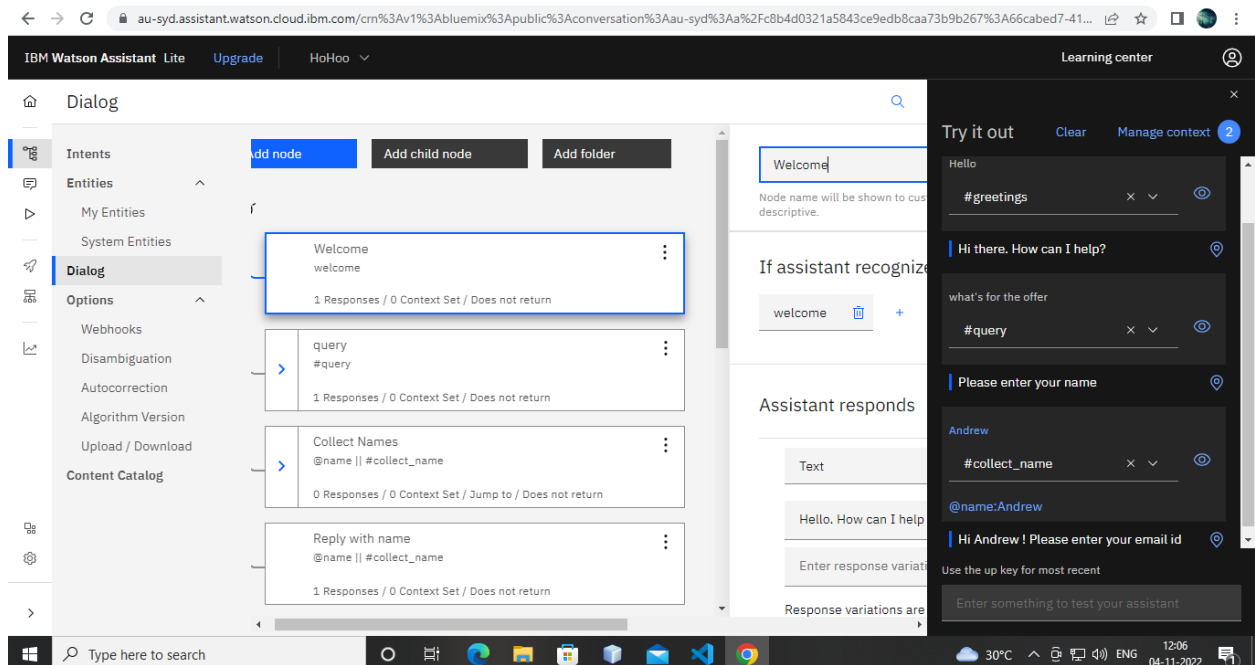 au-syd.assistant.watson.cloud.ibm.com/crn%3Av1%3Abluemix%3Apublic%3Aconversation%3Aau-syd%3Aa%2Fc8b4d0321a5843ce9edb8caa73b9b267%3A66cabed7-41...
IBM Watson Assistant Lite Upgrade HoHoo Learning center
Dialog
Intents
Entities
My Entities
System Entities
Dialog
Options
Webhooks
Disambiguation
Autocorrection
Algorithm Version
Upload / Download
Content Catalog
Add node Add child node Add folder
Welcome
welcome
1 Responses / 0 Context Set / Does not return
query
#query
1 Responses / 0 Context Set / Does not return
Collect Names
@name || #collect_name
0 Responses / 0 Context Set / Jump to / Does not return
Reply with name
@name || #collect_name
1 Responses / 0 Context Set / Does not return
Welcome
Node name will be shown to cus
descriptive.
If assistant recognize
welcome
Assistant responds
Text
Hello. How can I help
Enter response variati
Response variations are
Try it out Clear Manage context 2
Hello
#greetings
Hi there. How can I help?
what's for the offer
#query
Please enter your name
Andrew
#collect_name
@name:Andrew
Hi Andrew ! Please enter your email id
Use the up key for most recent
Enter something to test your assistant
Type here to search
30°C ENG 12:06
04-11-2022 1